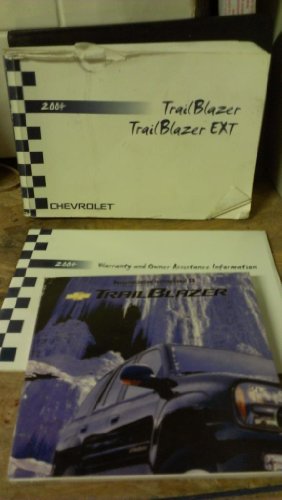 2004
TrailBlazer
TrailBlazer EXT
CHEVROLET
2004
Warranty and Owner Assistance Information
TRAILBLAZER